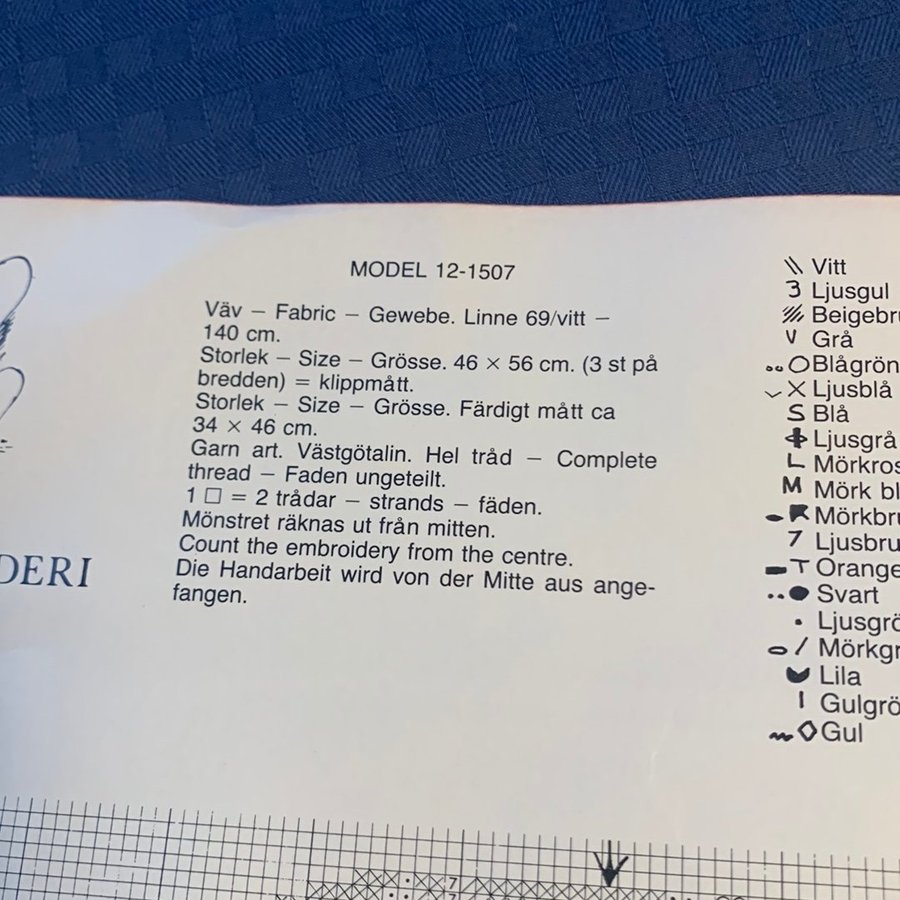 MODEL 12-1507
Väv – Fabric – Gewebe. Linne 69/vitt –
140 cm.
Storlek – Size – Grösse. 46 × 56 cm. (3 st på
bredden) = klippmått.
Storlek – Size – Grösse. Färdigt mått ca
34 × 46 cm.
Garn art. Västgötalin. Hel tråd – Complete
thread – Faden ungeteilt.
1 □ = 2 trådar – strands – fäden.
Mönstret räknas ut från mitten.
Count the embroidery from the centre.
Die Handarbeit wird von der Mitte aus ange-
fangen.
DERI
Vitt
3 Ljusgul
Beigebru
V Grå
Blågrön
X Ljusblå
S Blå
Ljusgrå
L Mörkros
M Mörk bl
Mörkbru
7 Ljusbru
T Orange
Svart
Ljusgrö
/ Mörkgr
Lila
I Gulgrö
Gul
7
7